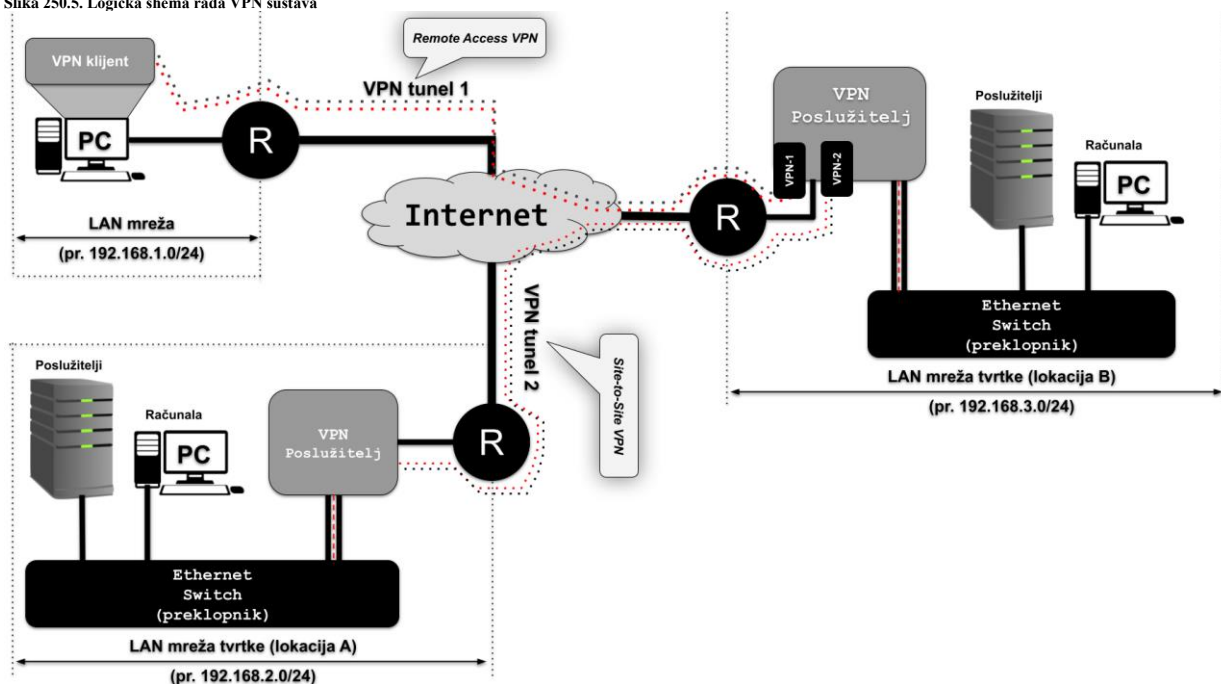 Slika 250.5. Logička shema rada VPN sustava
Remote Access VPN
VPN klijent
VPN tunel 1
PC
R
LAN mreža
(pr. 192.168.1.0/24)
Internet
R
VPN
Poslužitelj
VPN-1
VPN-2
Poslužitelji
Računala
PC
Ethernet
Switch
(preklopnik)
LAN mreža tvrtke (lokacija B)
(pr. 192.168.3.0/24)
VPN tunel 2
Site-to-Site VPN
Poslužitelji
Računala
PC
VPN
Poslužitelj
R
Ethernet
Switch
(preklopnik)
LAN mreža tvrtke (lokacija A)
(pr. 192.168.2.0/24)